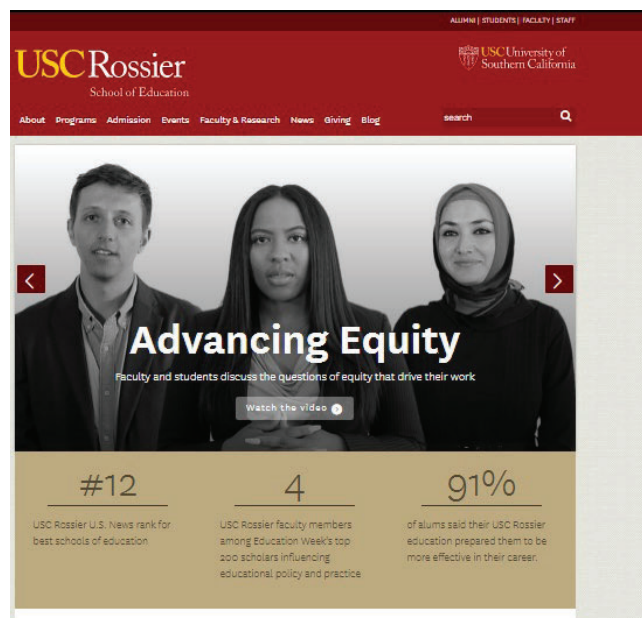 ALUMNI | STUDENTS | FACULTY | STAFF
USC Rossier
School of Education
USC University of
Southern California
About Programs Admission Events Faculty & Research News Giving Blog
search
Advancing Equity
Faculty and students discuss the questions of equity that drive their work
Watch the video
#12
USC Rossier U.S. News rank for
best schools of education
4
USC Rossier faculty members
among Education Week's top
200 scholars influencing
educational policy and practice
91%
of alums said their USC Rossier
education prepared them to be
more effective in their career.